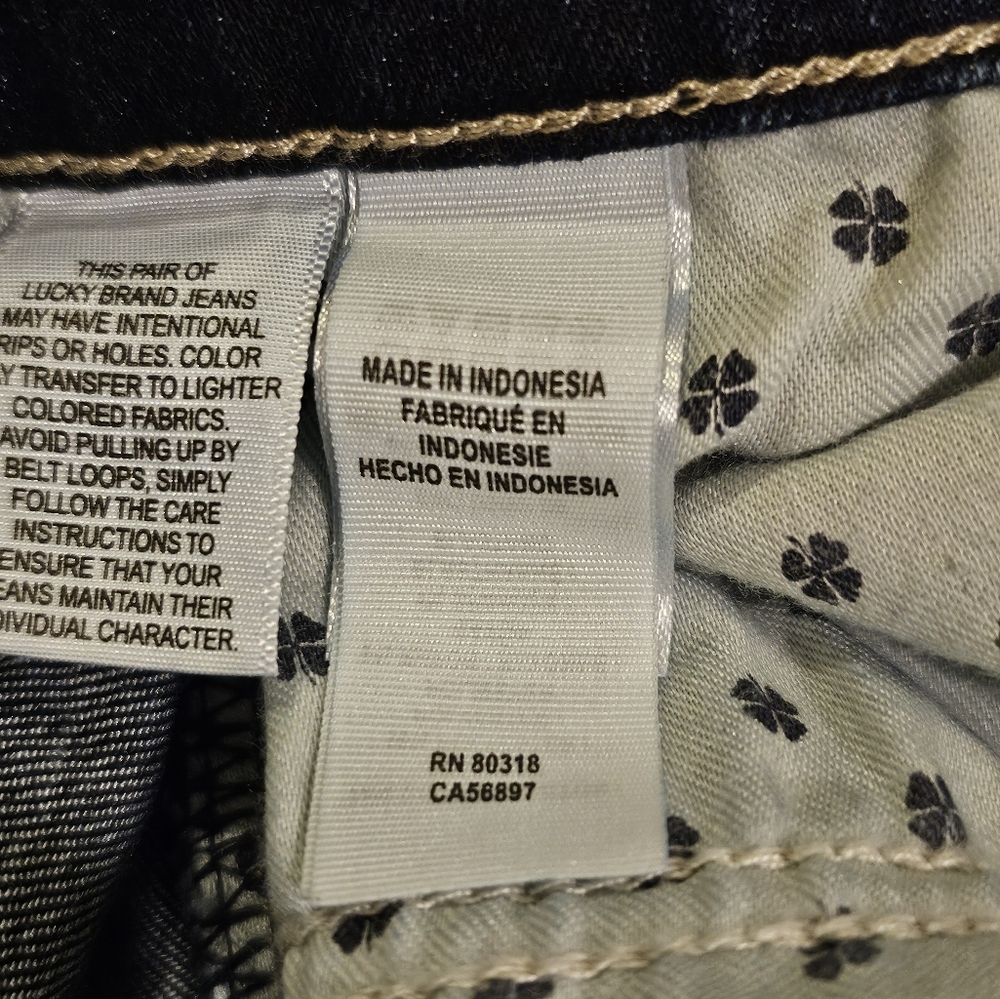 THIS PAIR OF
LUCKY BRAND JEANS
MAY HAVE INTENTIONAL
RIPS OR HOLES. COLOR
TRANSFER TO LIGHTER
COLORED FABRICS.
AVOID PULLING UP BY
BELT LOOPS, SIMPLY
FOLLOW THE CARE
INSTRUCTIONS TO
ENSURE THAT YOUR
EANS MAINTAIN THEIR
DIVIDUAL CHARACTER.
MADE IN INDONESIA
FABRIQUÉ EN
INDONESIE
HECHO EN INDONESIA
RN 80318
CA56897